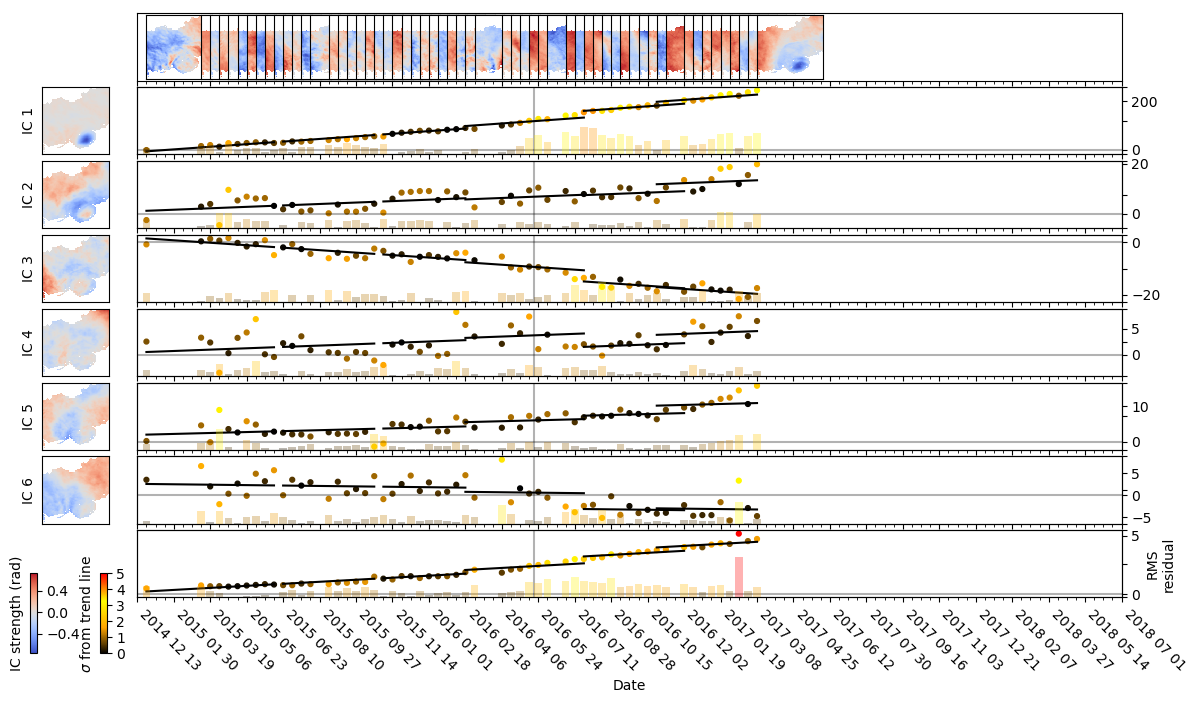 IC 1
200
0
IC 2
20
0
IC 3
0
−20
IC 4
5
0
IC 5
10
0
IC 6
5
0
−5
5
0
RMS
residual
IC strength (rad)
0.4
0.0
−0.4
σ from trend line
5
4
3
2
1
0
2014 12 13
2015 01 30
2015 03 19
2015 05 06
2015 06 23
2015 08 10
2015 09 27
2015 11 14
2016 01 01
2016 02 18
2016 04 06
2016 05 24
2016 07 11
2016 08 28
2016 10 15
2016 12 02
2017 01 19
2017 03 08
2017 04 25
2017 06 12
2017 07 30
2017 09 16
2017 11 03
2017 12 21
2018 02 07
2018 03 27
2018 05 14
2018 07 01
Date